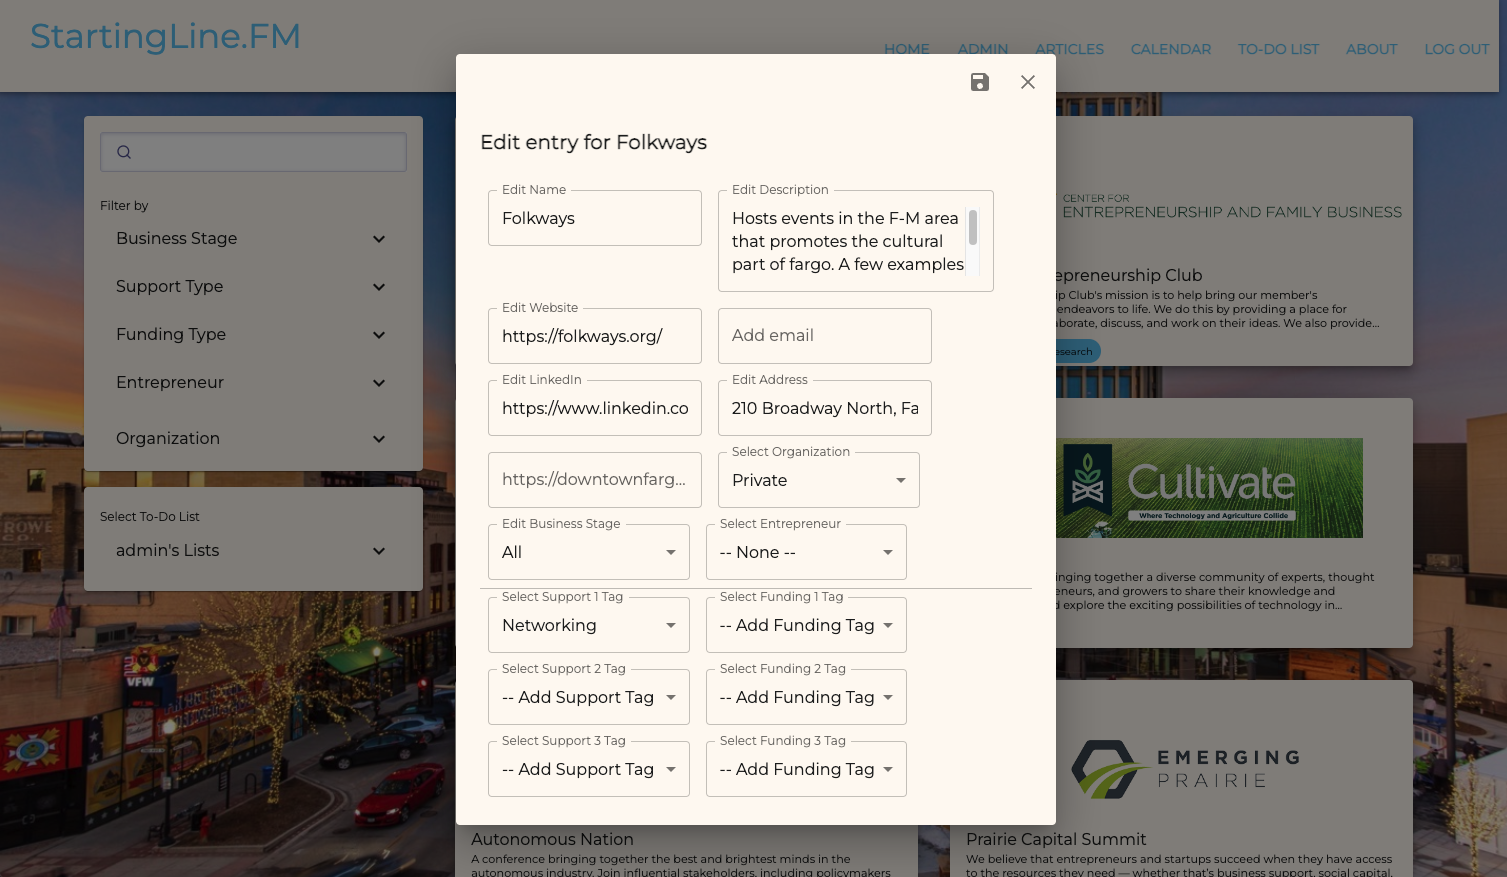 StartingLine.FM
HOME
ADMIN
ARTICLES
CALENDAR
TO-DO LIST
ABOUT
LOG OUT
Filter by
Business Stage
Support Type
Funding Type
Entrepreneur
Organization
Select To-Do List
admin's Lists
Edit entry for Folkways
Edit Name
Folkways
Edit Description
Hosts events in the F-M area
that promotes the cultural
part of fargo. A few examples
Edit Website
https://folkways.org/
Add email
Edit LinkedIn
https://www.linkedin.co
Edit Address
210 Broadway North, Fa
https://downtownfarg...
Select Organization
Private
Edit Business Stage
All
Select Entrepreneur
-- None --
Select Support 1 Tag
Networking
Select Funding 1 Tag
-- Add Funding Tag
Select Support 2 Tag
-- Add Support Tag
Select Funding 2 Tag
-- Add Funding Tag
Select Support 3 Tag
-- Add Support Tag
Select Funding 3 Tag
-- Add Funding Tag
CENTER FOR
ENTREPRENEURSHIP AND FAMILY BUSINESS
epreneurship Club
ip Club's mission is to help bring our member's
endeavors to life. We do this by providing a place for
aborate, discuss, and work on their ideas. We also provide...
esearch
Cultivate
Where Technology and Agriculture Collide
inging together a diverse community of experts, thought
eneurs, and growers to share their knowledge and
d explore the exciting possibilities of technology in...
EMERGING
PRAIRIE
Autonomous Nation
A conference bringing together the best and brightest minds in the
autonomous industry. Join influential stakeholders, including policymakers
Prairie Capital Summit
We believe that entrepreneurs and startups succeed when they have access
to the resources they need — whether that's business support, social capital,
CROWE
CO.
VFW